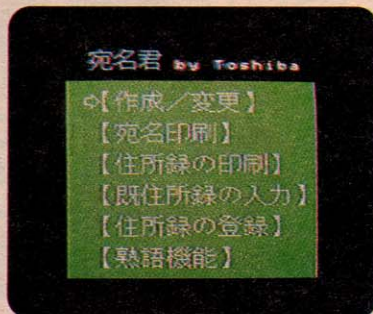 宛名君 by Toshiba
⇨【作成／変更】
【宛名印刷】
【住所録の印刷】
【既住所録の入力】
【住所録の登録】
【熟語機能】